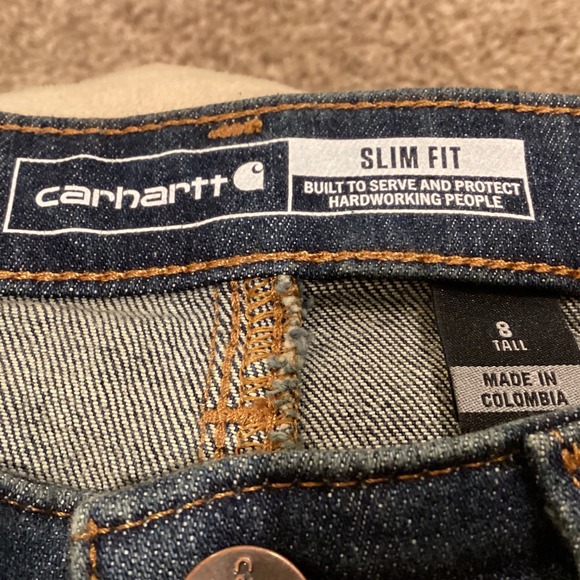 carhartt
SLIM FIT
BUILT TO SERVE AND PROTECT
HARDWORKING PEOPLE
8
TALL
MADE IN
COLOMBIA